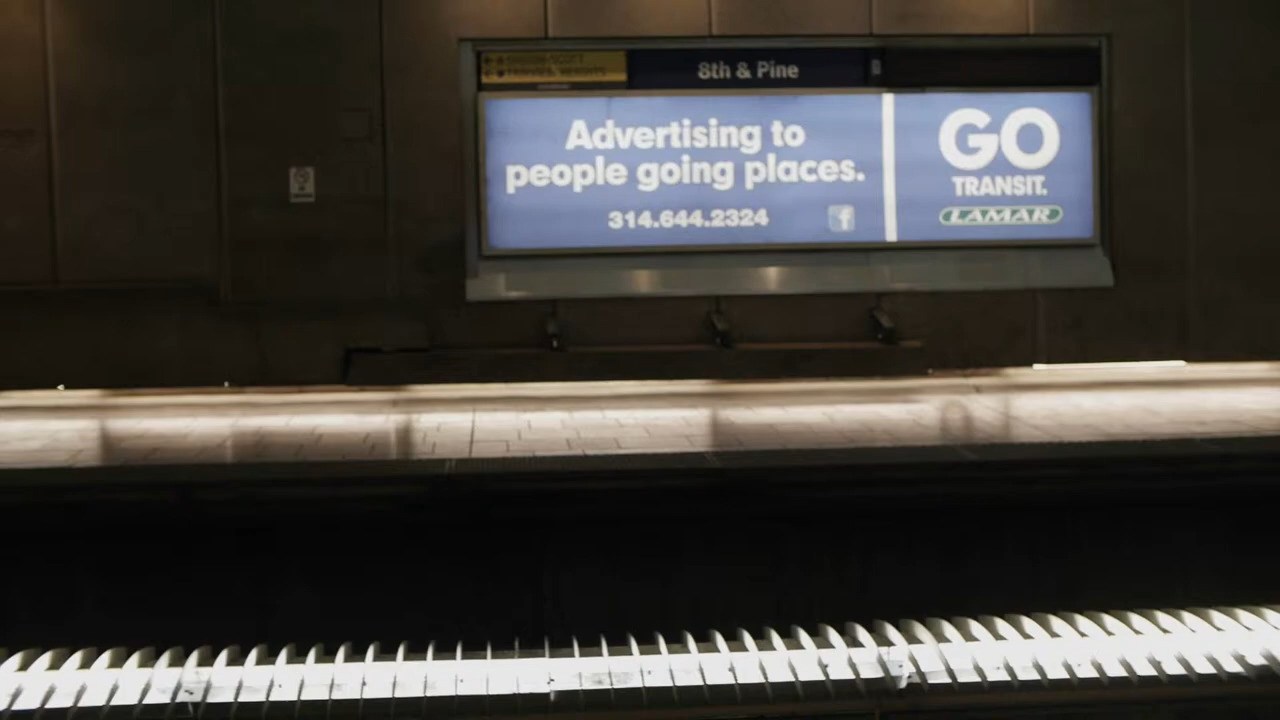 8th & Pine
Advertising to
people going places.
314.644.2324
f
GO
TRANSIT.
LAMAR